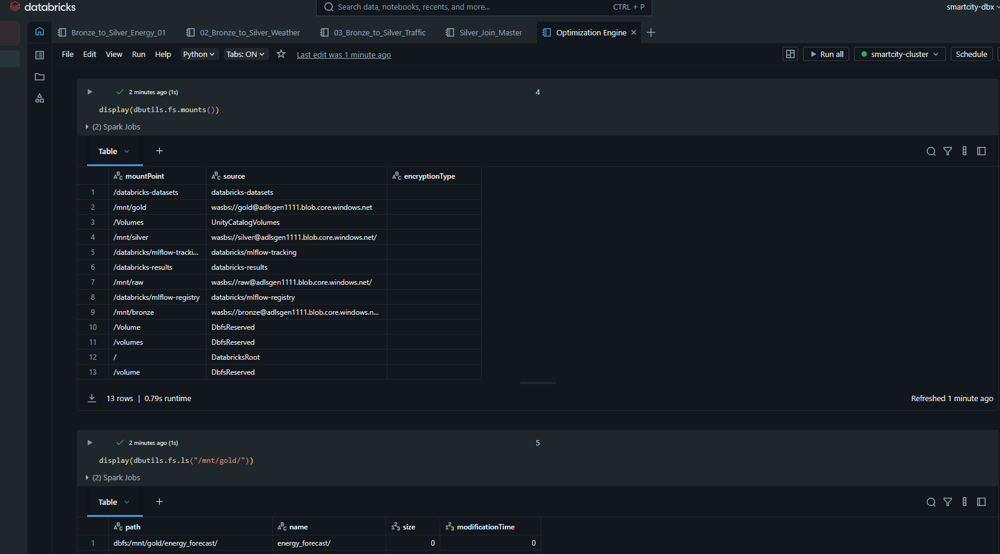 databricks
Search data, notebooks, recents, and more... CTRL + P
smartcity-dbx
Bronze_to_Silver_Energy_01 02_Bronze_to_Silver_Weather 03_Bronze_to_Silver_Traffic Silver_Join_Master Optimization Engine
File Edit View Run Help Python Tabs: ON Last edit was 1 minute ago Run all smartcity-cluster Schedule
2 minutes ago (1s) 4
display(dbutils.fs.mounts())
(2) Spark Jobs
Table +
mountPoint source encryptionType
1 /databricks-datasets databricks-datasets
2 /mnt/gold wasbs://gold@adlsgen1111.blob.core.windows.net
3 /Volumes UnityCatalogVolumes
4 /mnt/silver wasbs://silver@adlsgen1111.blob.core.windows.net/
5 /databricks/mlflow-tracki... databricks/mlflow-tracking
6 /databricks-results databricks-results
7 /mnt/raw wasbs://raw@adlsgen1111.blob.core.windows.net/
8 /databricks/mlflow-registry databricks/mlflow-registry
9 /mnt/bronze wasbs://bronze@adlsgen1111.blob.core.windows.n...
10 /Volume DbfsReserved
11 /volumes DbfsReserved
12 / DatabricksRoot
13 /volume DbfsReserved
13 rows | 0.79s runtime Refreshed 1 minute ago
2 minutes ago (1s) 5
display(dbutils.fs.ls("/mnt/gold/"))
(2) Spark Jobs
Table +
path name size modificationTime
1 dbfs:/mnt/gold/energy_forecast/ energy_forecast/ 0 0